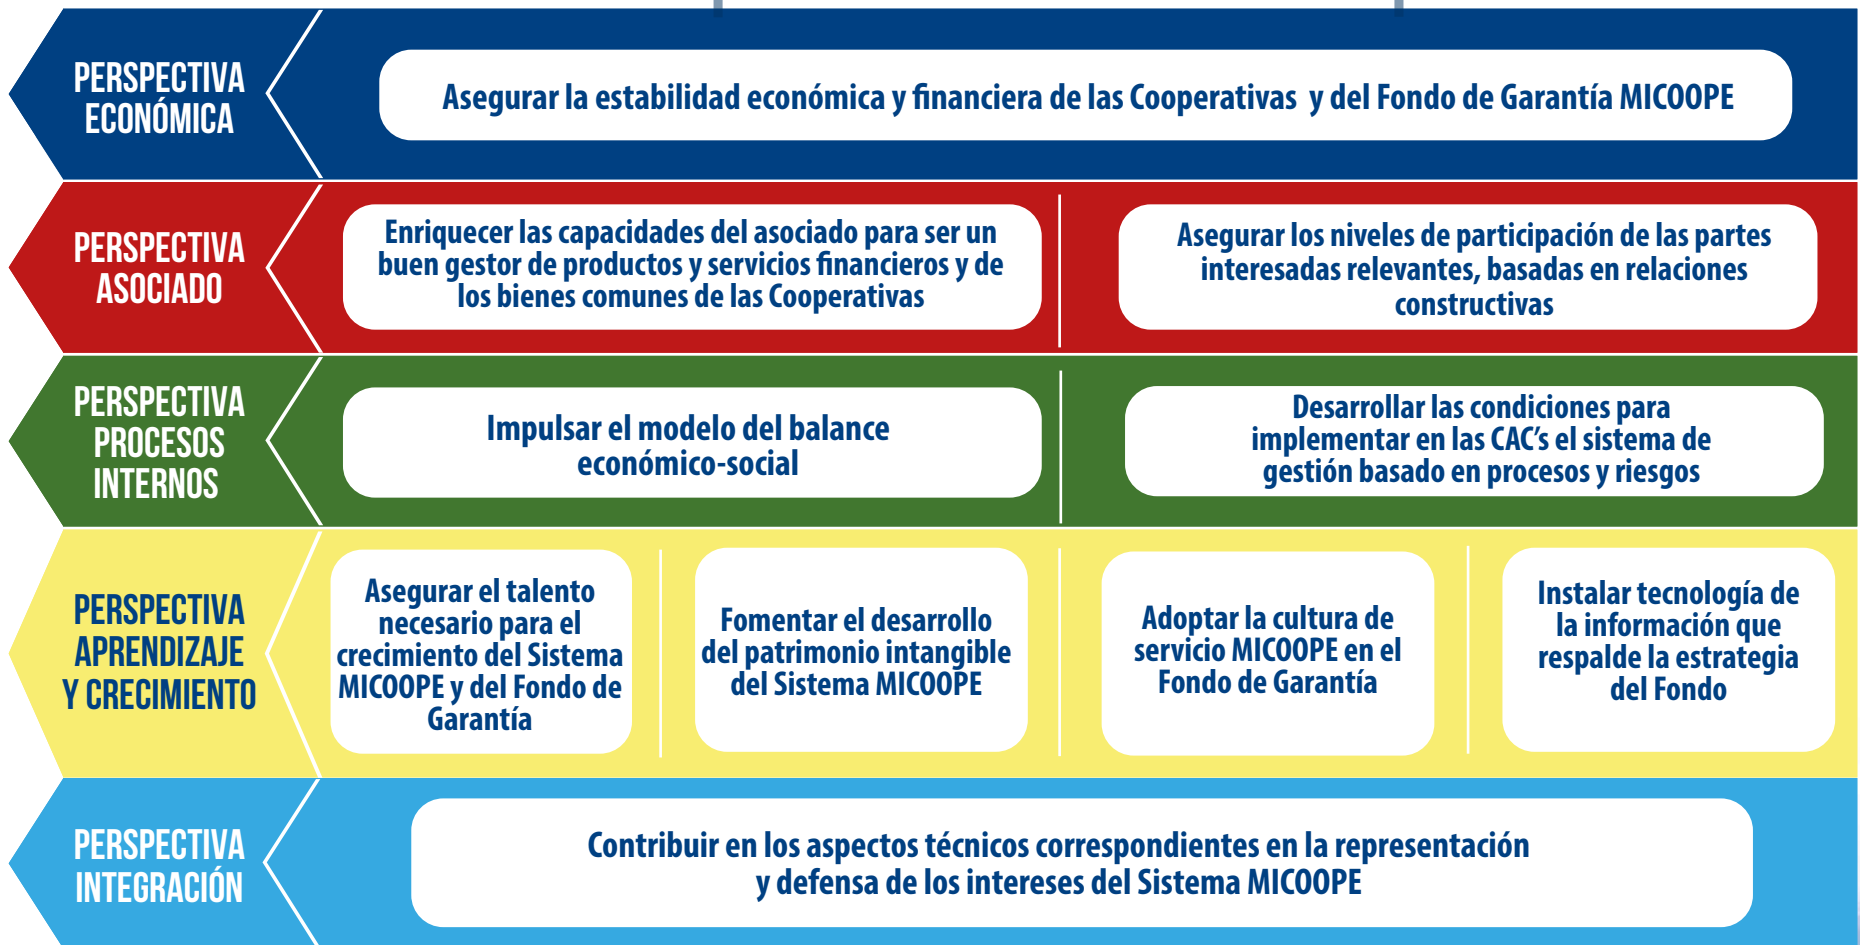 PERSPECTIVA
ECONÓMICA
Asegurar la estabilidad económica y financiera de las Cooperativas y del Fondo de Garantía MICOOPE
PERSPECTIVA
ASOCIADO
Enriquecer las capacidades del asociado para ser un
buen gestor de productos y servicios financieros y de
los bienes comunes de las Cooperativas
Asegurar los niveles de participación de las partes
interesadas relevantes, basadas en relaciones
constructivas
PERSPECTIVA
PROCESOS
INTERNOS
Impulsar el modelo del balance
económico-social
Desarrollar las condiciones para
implementar en las CAC's el sistema de
gestión basado en procesos y riesgos
PERSPECTIVA
APRENDIZAJE
Y CRECIMIENTO
Asegurar el talento
necesario para el
crecimiento del Sistema
MICOOPE y del Fondo de
Garantía
Fomentar el desarrollo
del patrimonio intangible
del Sistema MICOOPE
Adoptar la cultura de
servicio MICOOPE en el
Fondo de Garantía
Instalar tecnología de
la información que
respalde la estrategia
del Fondo
PERSPECTIVA
INTEGRACIÓN
Contribuir en los aspectos técnicos correspondientes en la representación
y defensa de los intereses del Sistema MICOOPE